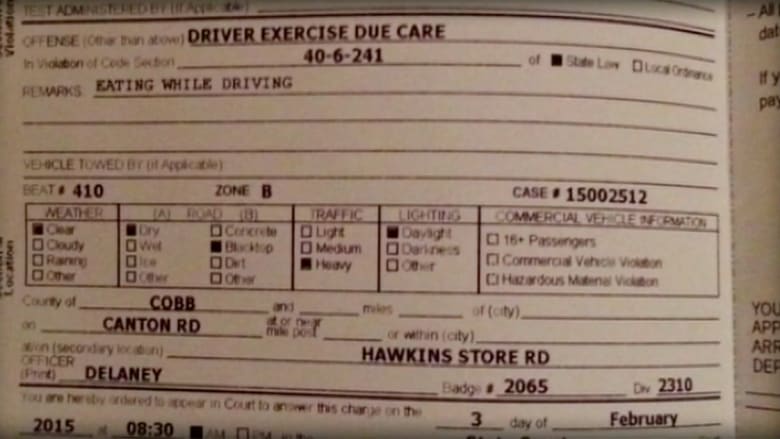 TEST ADMINISTERED BY (If Applicable)
OFFENSE (Other than above) DRIVER EXERCISE DUE CARE
In Violation of Code Section 40-6-241 of ■ State Law □ Local Ordinance
REMARKS EATING WHILE DRIVING
VEHICLE TOWED BY (If Applicable)
BEAT # 410 ZONE B CASE # 15002512
WEATHER (A) ROAD (B) TRAFFIC LIGHTING COMMERCIAL VEHICLE INFORMATION
■ Clear ■ Dry □ Concrete □ Light ■ Daylight □ 16+ Passengers
□ Cloudy □ Wet ■ Blacktop □ Medium □ Darkness □ Commercial Vehicle Violation
□ Raining □ Ice □ Dirt ■ Heavy □ Other □ Hazardous Material Violation
□ Other □ Other □ Other
County of COBB and miles of (city)
on CANTON RD at or near mile post or within (city)
at/on (secondary location) HAWKINS STORE RD
OFFICER
(Print) DELANEY Badge # 2065 Div 2310
You are hereby ordered to appear in Court to answer this charge on the 3 day of February
2015 at 08:30 ■ AM □ PM in the
Violation
Location
- All
dat
If y
pay
YOU
APP
ARR
DEF